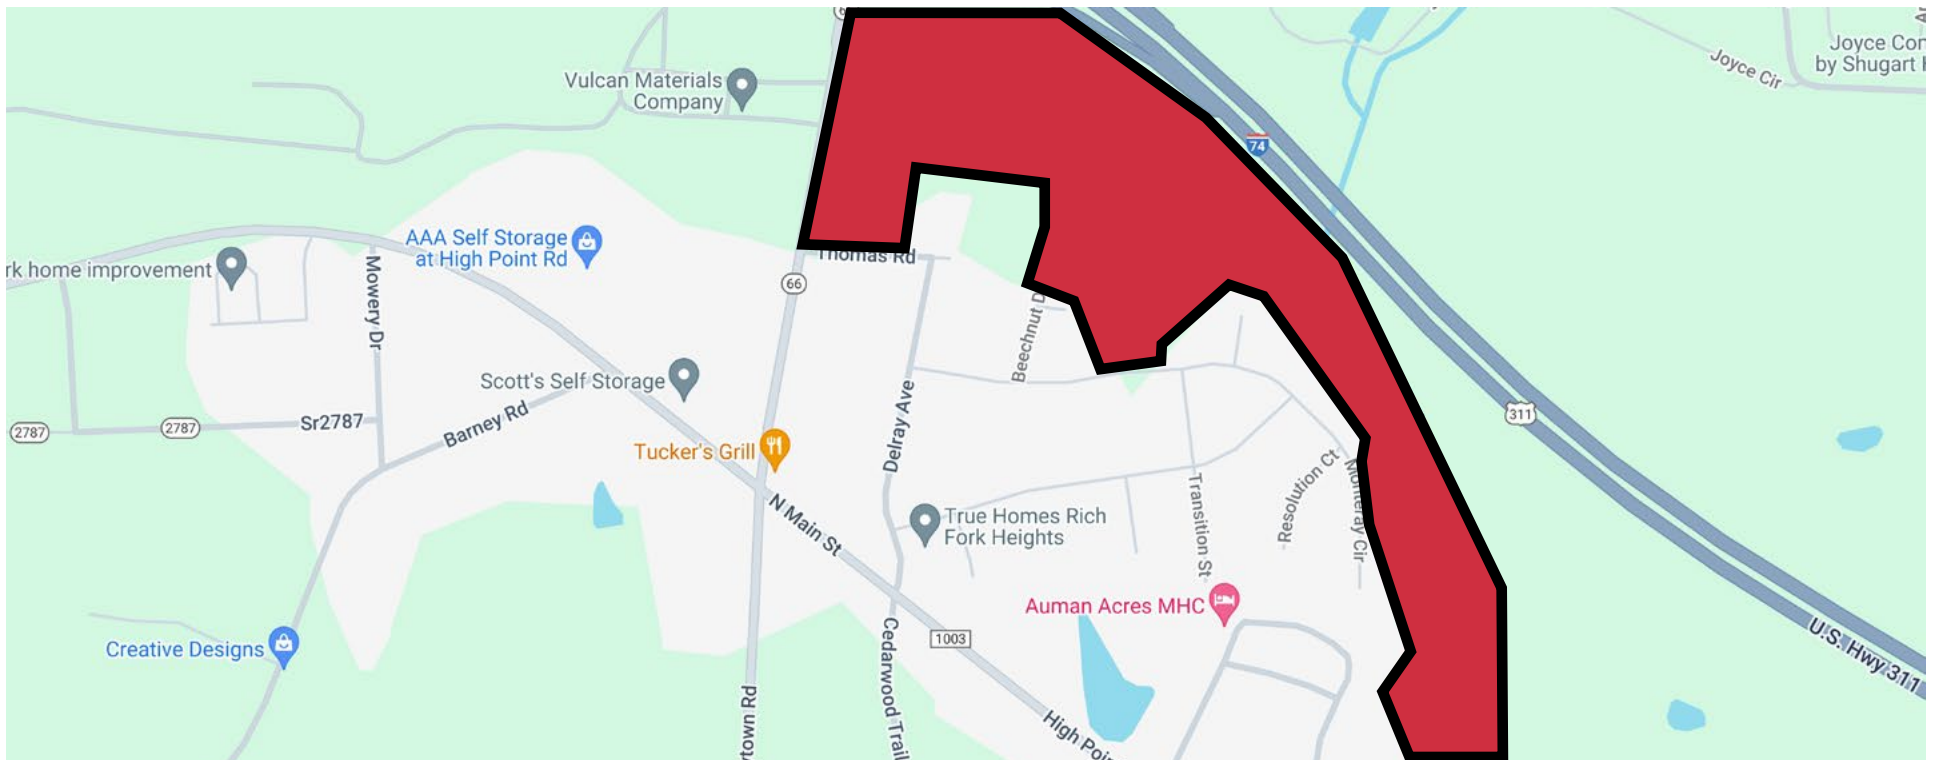 Vulcan Materials
Company
74
Joyce Cir
Joyce Con
by Shugart
AAA Self Storage
at High Point Rd
rk home improvement
Mowery Dr
Thomas Rd
66
Beechnut D
Scott's Self Storage
Barney Rd
Sr2787
2787
2787
Tucker's Grill
Delray Ave
311
N Main St
True Homes Rich
Fork Heights
Transition St
Resolution Ct
Monteray Cir
Auman Acres MHC
1003
Creative Designs
Cedarwood Trail
ytown Rd
High Poin
U.S. Hwy 311